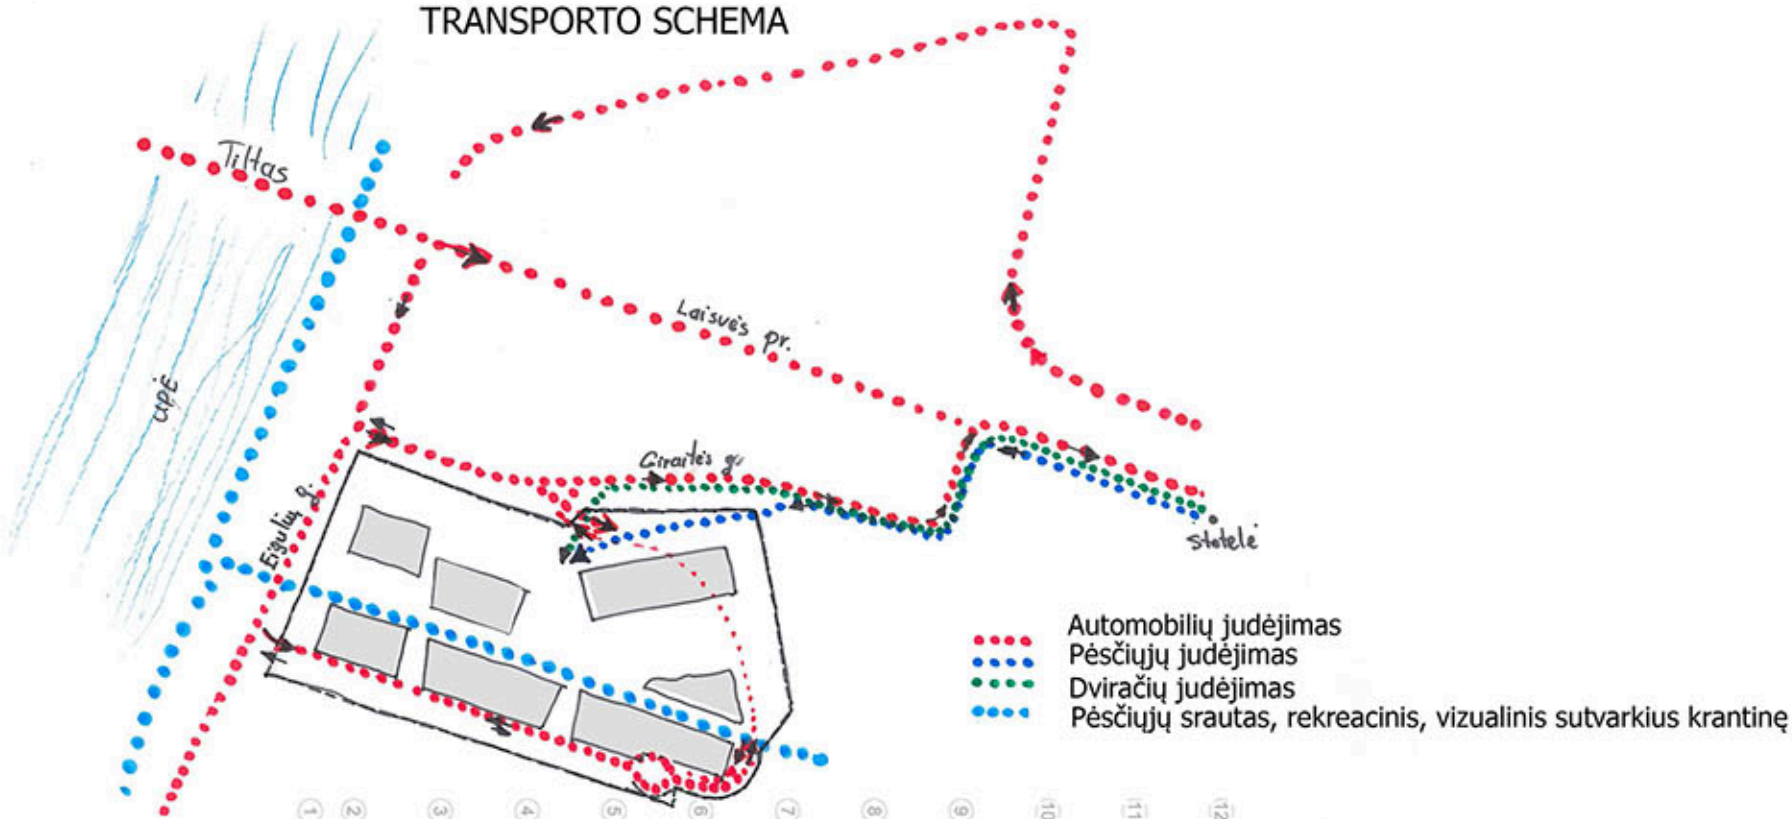 TRANSPORTO SCHEMA
Tiltas
Laisvės pr.
upė
Giraitės g.
Eigulių g.
Stotelė
Automobilių judėjimas
Pėsčiųjų judėjimas
Dviračių judėjimas
Pėsčiųjų srautas, rekreacinis, vizualinis sutvarkius krantinę
1 2 3 4 5 6 7 8 9 10 11 12